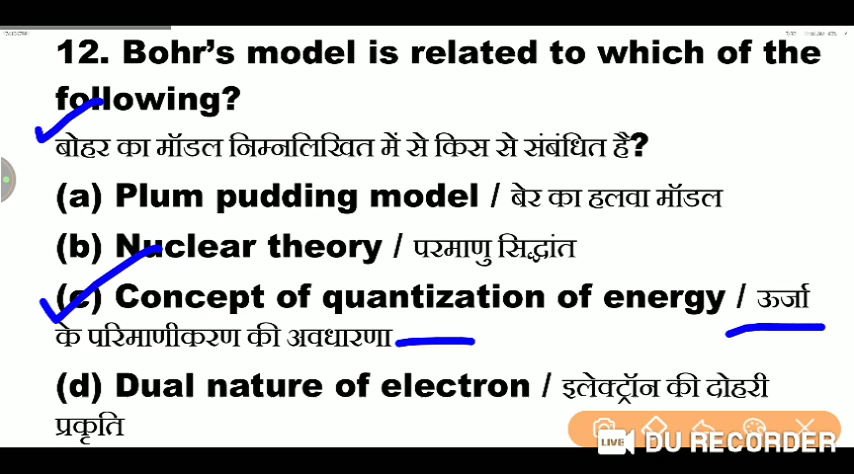 12. Bohr's model is related to which of the
following?
बोहर का मॉडल निम्नलिखित में से किस से संबंधित है?
(a) Plum pudding model / बेर का हलवा मॉडल
(b) Nuclear theory / परमाणु सिद्धांत
(c) Concept of quantization of energy / ऊर्जा
के परिमाणीकरण की अवधारणा
(d) Dual nature of electron / इलेक्ट्रॉन की दोहरी
प्रकृति
LIVE DU RECORDER